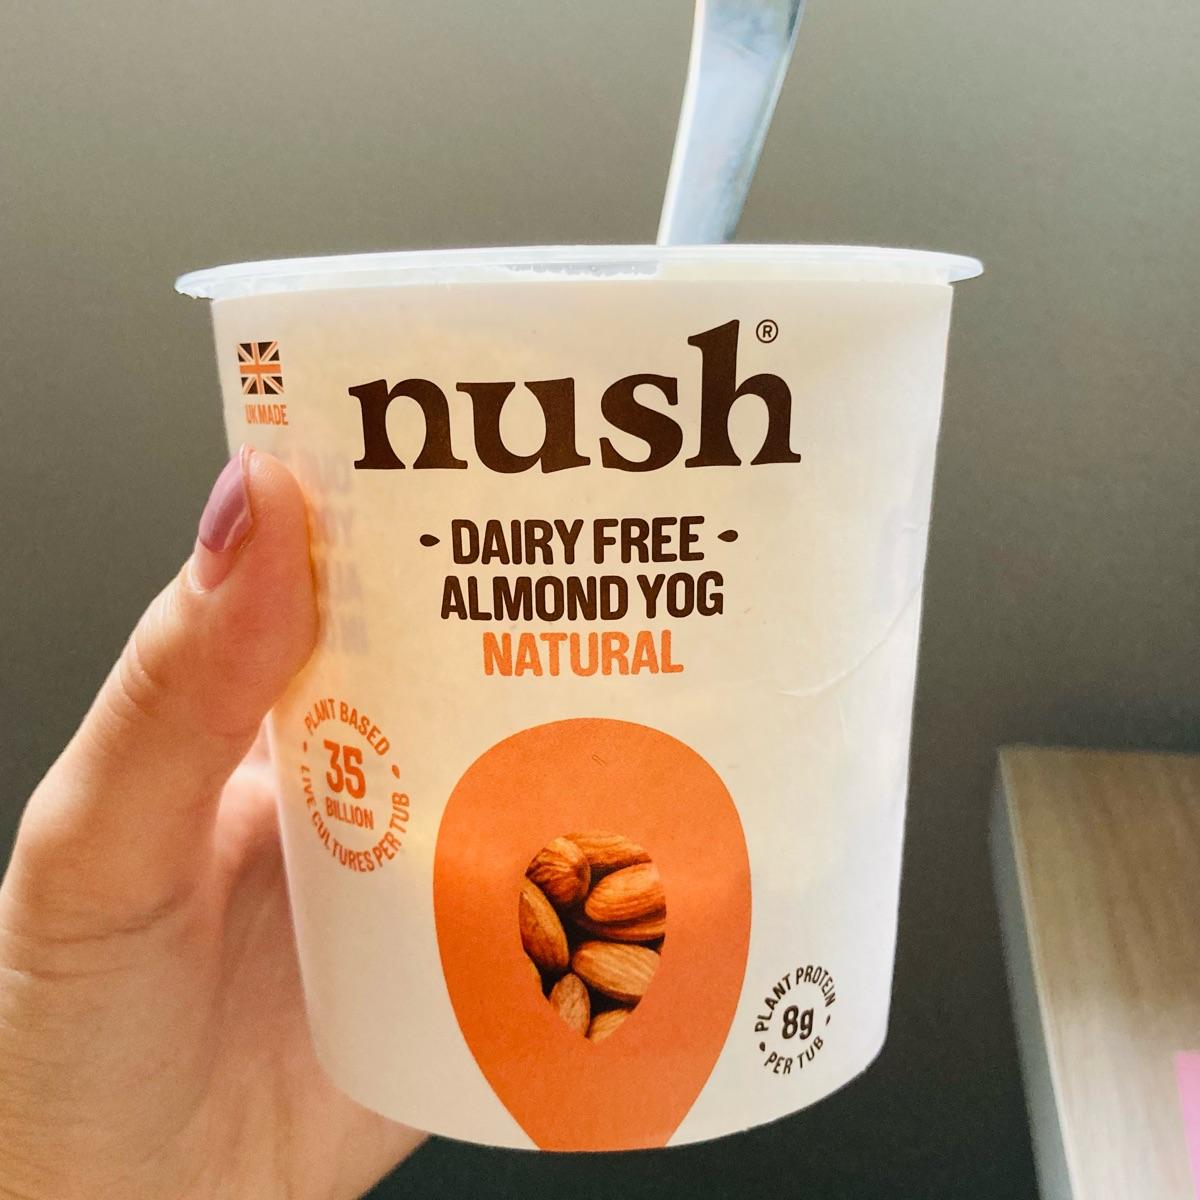 nush®
UK MADE
DAIRY FREE
ALMOND YOG
NATURAL
PLANT BASED
35
BILLION
LIVE CULTURES PER TUB
PLANT PROTEIN
8g
PER TUB